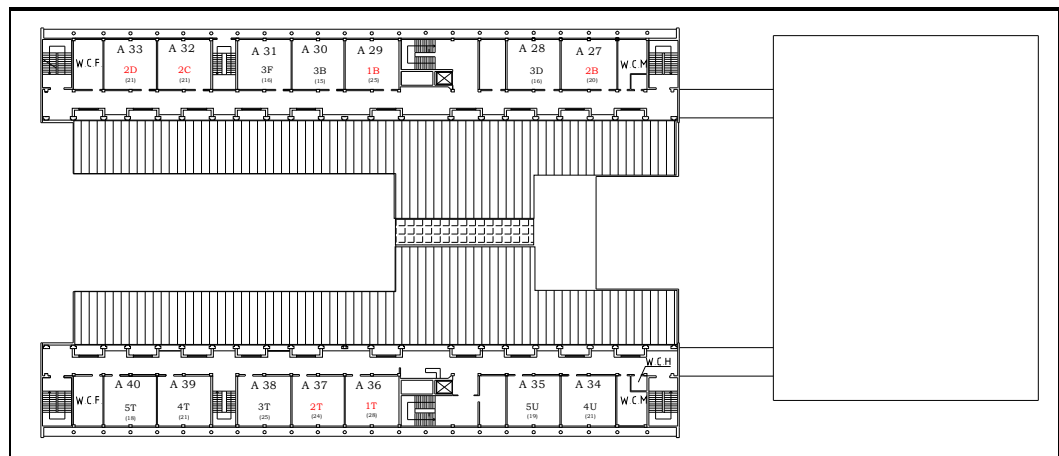 W.C.F
A 33
2D
(21)
A 32
2C
(21)
A 31
3F
(16)
A 30
3B
(15)
A 29
1B
(25)
A 28
3D
(16)
A 27
2B
(20)
W.C.M
W.C.H
W.C.F
A 40
5T
(18)
A 39
4T
(21)
A 38
3T
(25)
A 37
2T
(24)
A 36
1T
(28)
A 35
5U
(19)
A 34
4U
(21)
W.C.M